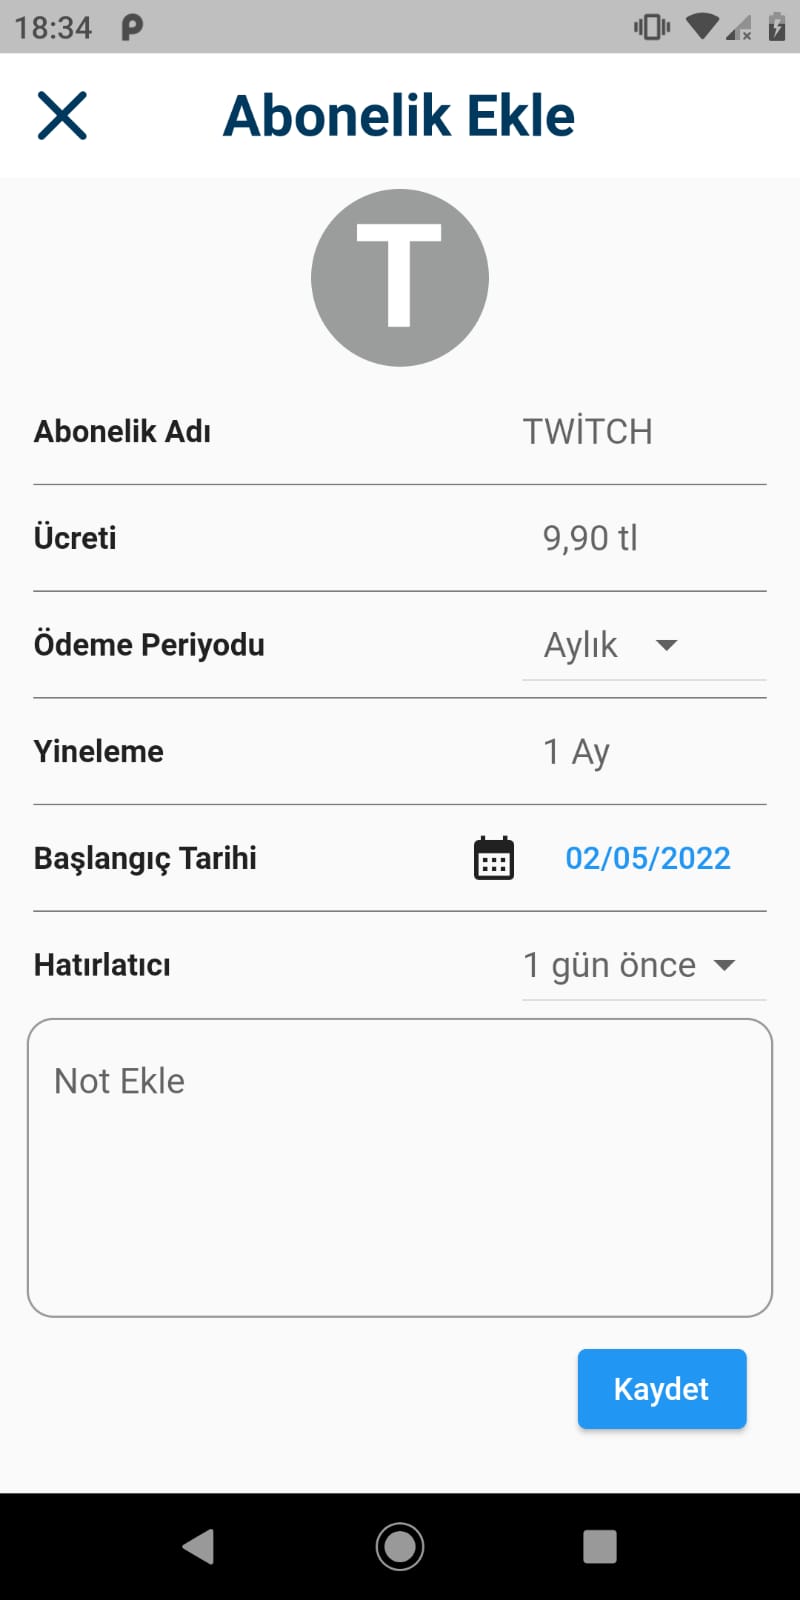 18:34
Abonelik Ekle
T
Abonelik Adı TWİTCH
Ücreti 9,90 tl
Ödeme Periyodu Aylık
Yineleme 1 Ay
Başlangıç Tarihi 02/05/2022
Hatırlatıcı 1 gün önce
Not Ekle
Kaydet